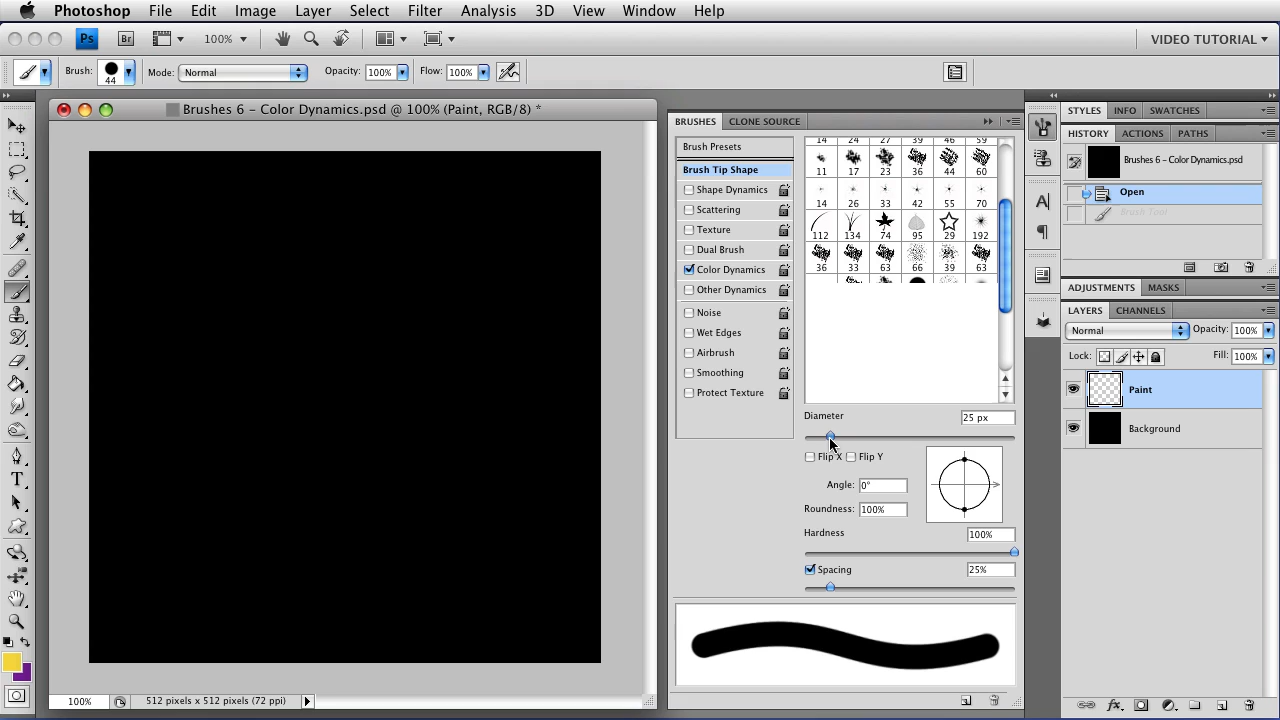 Photoshop File Edit Image Layer Select Filter Analysis 3D View Window Help
Ps Br 100% VIDEO TUTORIAL
Brush: 44 Mode: Normal Opacity: 100% Flow: 100%
Brushes 6 – Color Dynamics.psd @ 100% (Paint, RGB/8) *
100% 512 pixels x 512 pixels (72 ppi)
BRUSHES CLONE SOURCE
Brush Presets
Brush Tip Shape
Shape Dynamics
Scattering
Texture
Dual Brush
Color Dynamics
Other Dynamics
Noise
Wet Edges
Airbrush
Smoothing
Protect Texture
14 24 27 39 46 59
11 17 23 36 44 60
14 26 33 42 55 70
112 134 74 95 29 192
36 33 63 66 39 63
Diameter 25 px
Flip X Flip Y
Angle: 0°
Roundness: 100%
Hardness 100%
Spacing 25%
STYLES INFO SWATCHES
HISTORY ACTIONS PATHS
Brushes 6 – Color Dynamics.psd
Open
Brush Tool
ADJUSTMENTS MASKS
LAYERS CHANNELS
Normal Opacity: 100%
Lock: Fill: 100%
Paint
Background